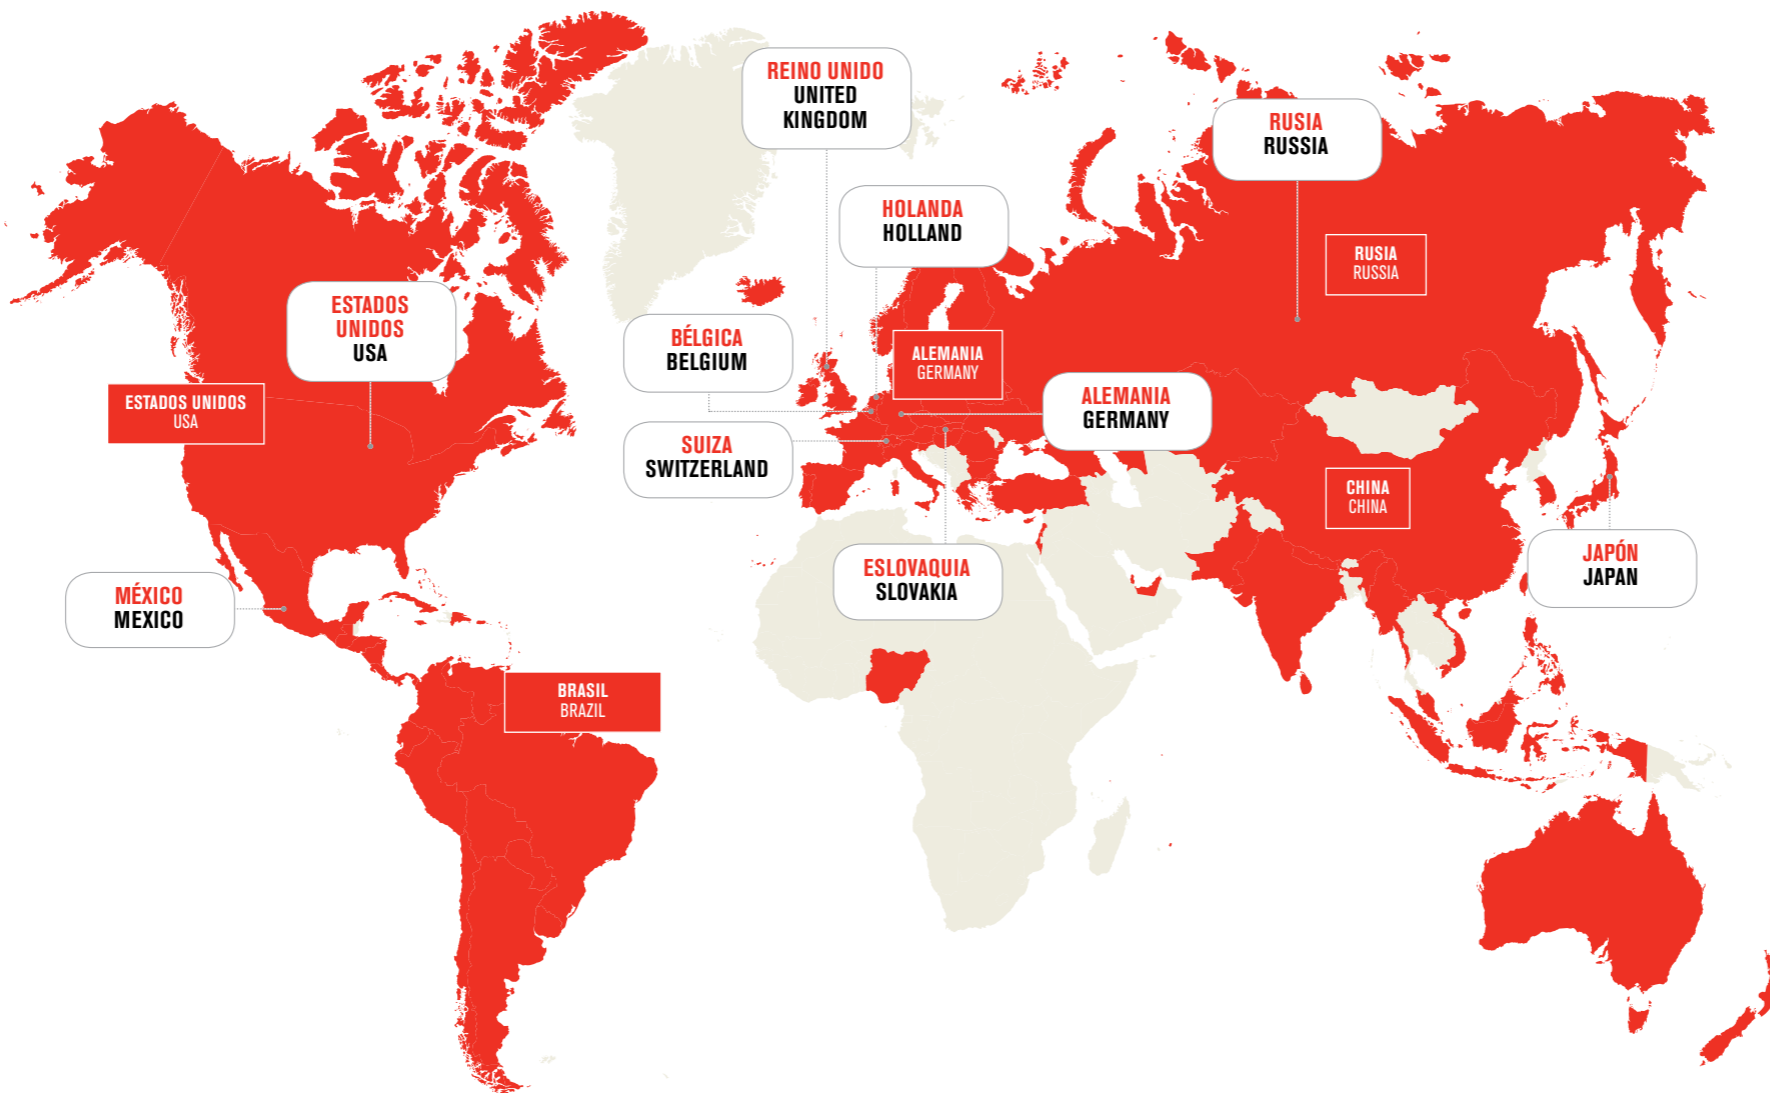 REINO UNIDO
UNITED
KINGDOM
RUSIA
RUSSIA
HOLANDA
HOLLAND
RUSIA
RUSSIA
ESTADOS
UNIDOS
USA
BÉLGICA
BELGIUM
ALEMANIA
GERMANY
ESTADOS UNIDOS
USA
ALEMANIA
GERMANY
SUIZA
SWITZERLAND
CHINA
CHINA
ESLOVAQUIA
SLOVAKIA
JAPÓN
JAPAN
MÉXICO
MEXICO
BRASIL
BRAZIL